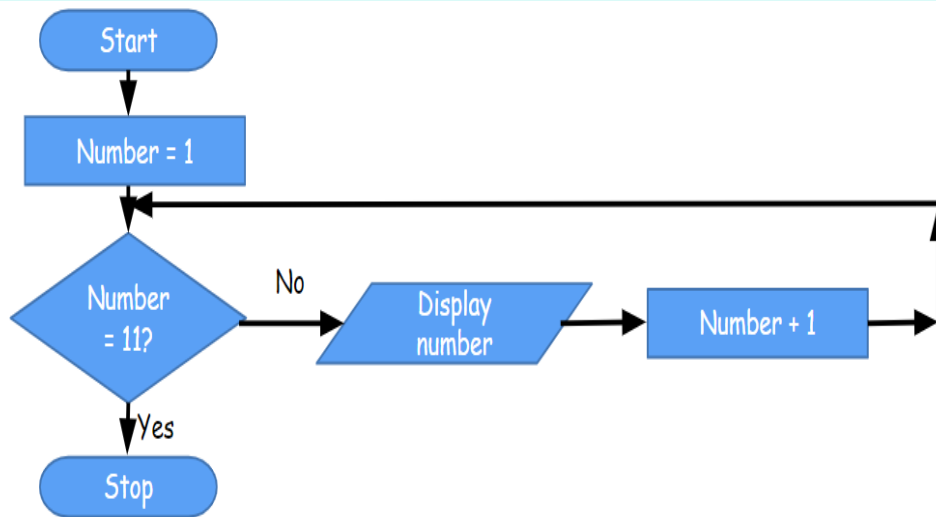 Start
Number = 1
Number
= 11?
No
Display
number
Number + 1
Yes
Stop